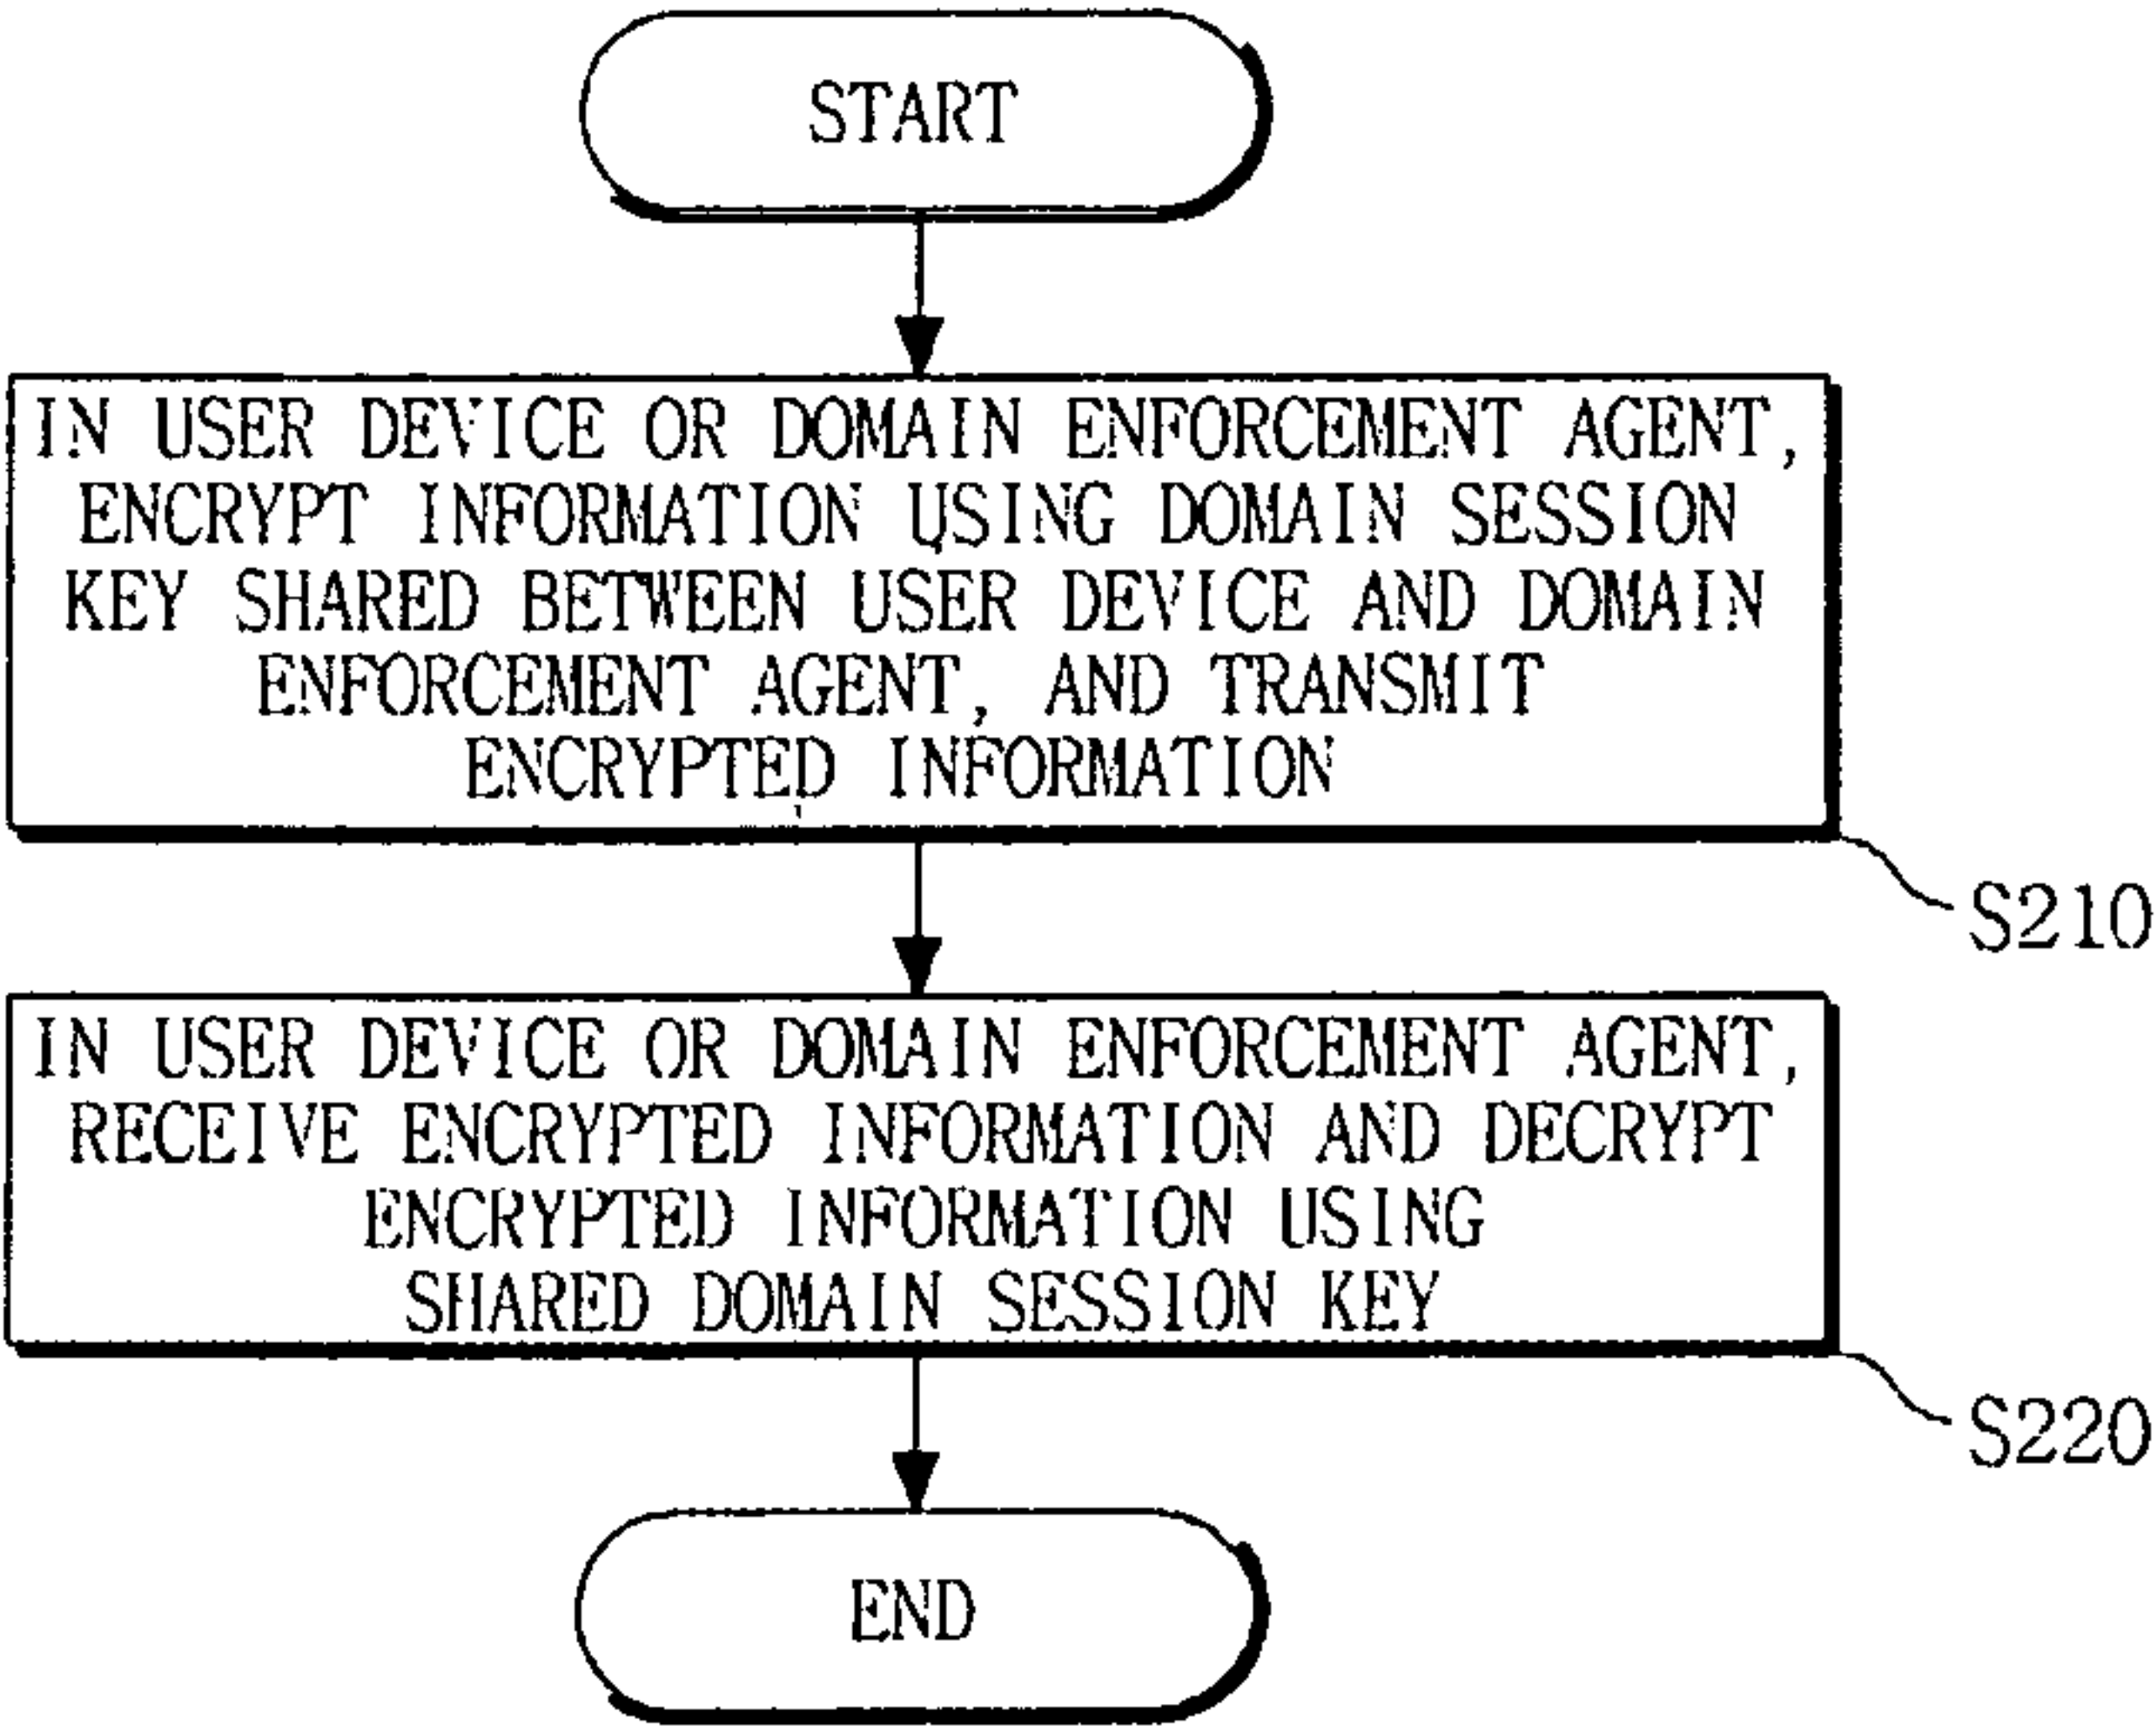 START
IN USER DEVICE OR DOMAIN ENFORCEMENT AGENT,
ENCRYPT INFORMATION USING DOMAIN SESSION
KEY SHARED BETWEEN USER DEVICE AND DOMAIN
ENFORCEMENT AGENT, AND TRANSMIT
ENCRYPTED INFORMATION
S210
IN USER DEVICE OR DOMAIN ENFORCEMENT AGENT,
RECEIVE ENCRYPTED INFORMATION AND DECRYPT
ENCRYPTED INFORMATION USING
SHARED DOMAIN SESSION KEY
S220
END